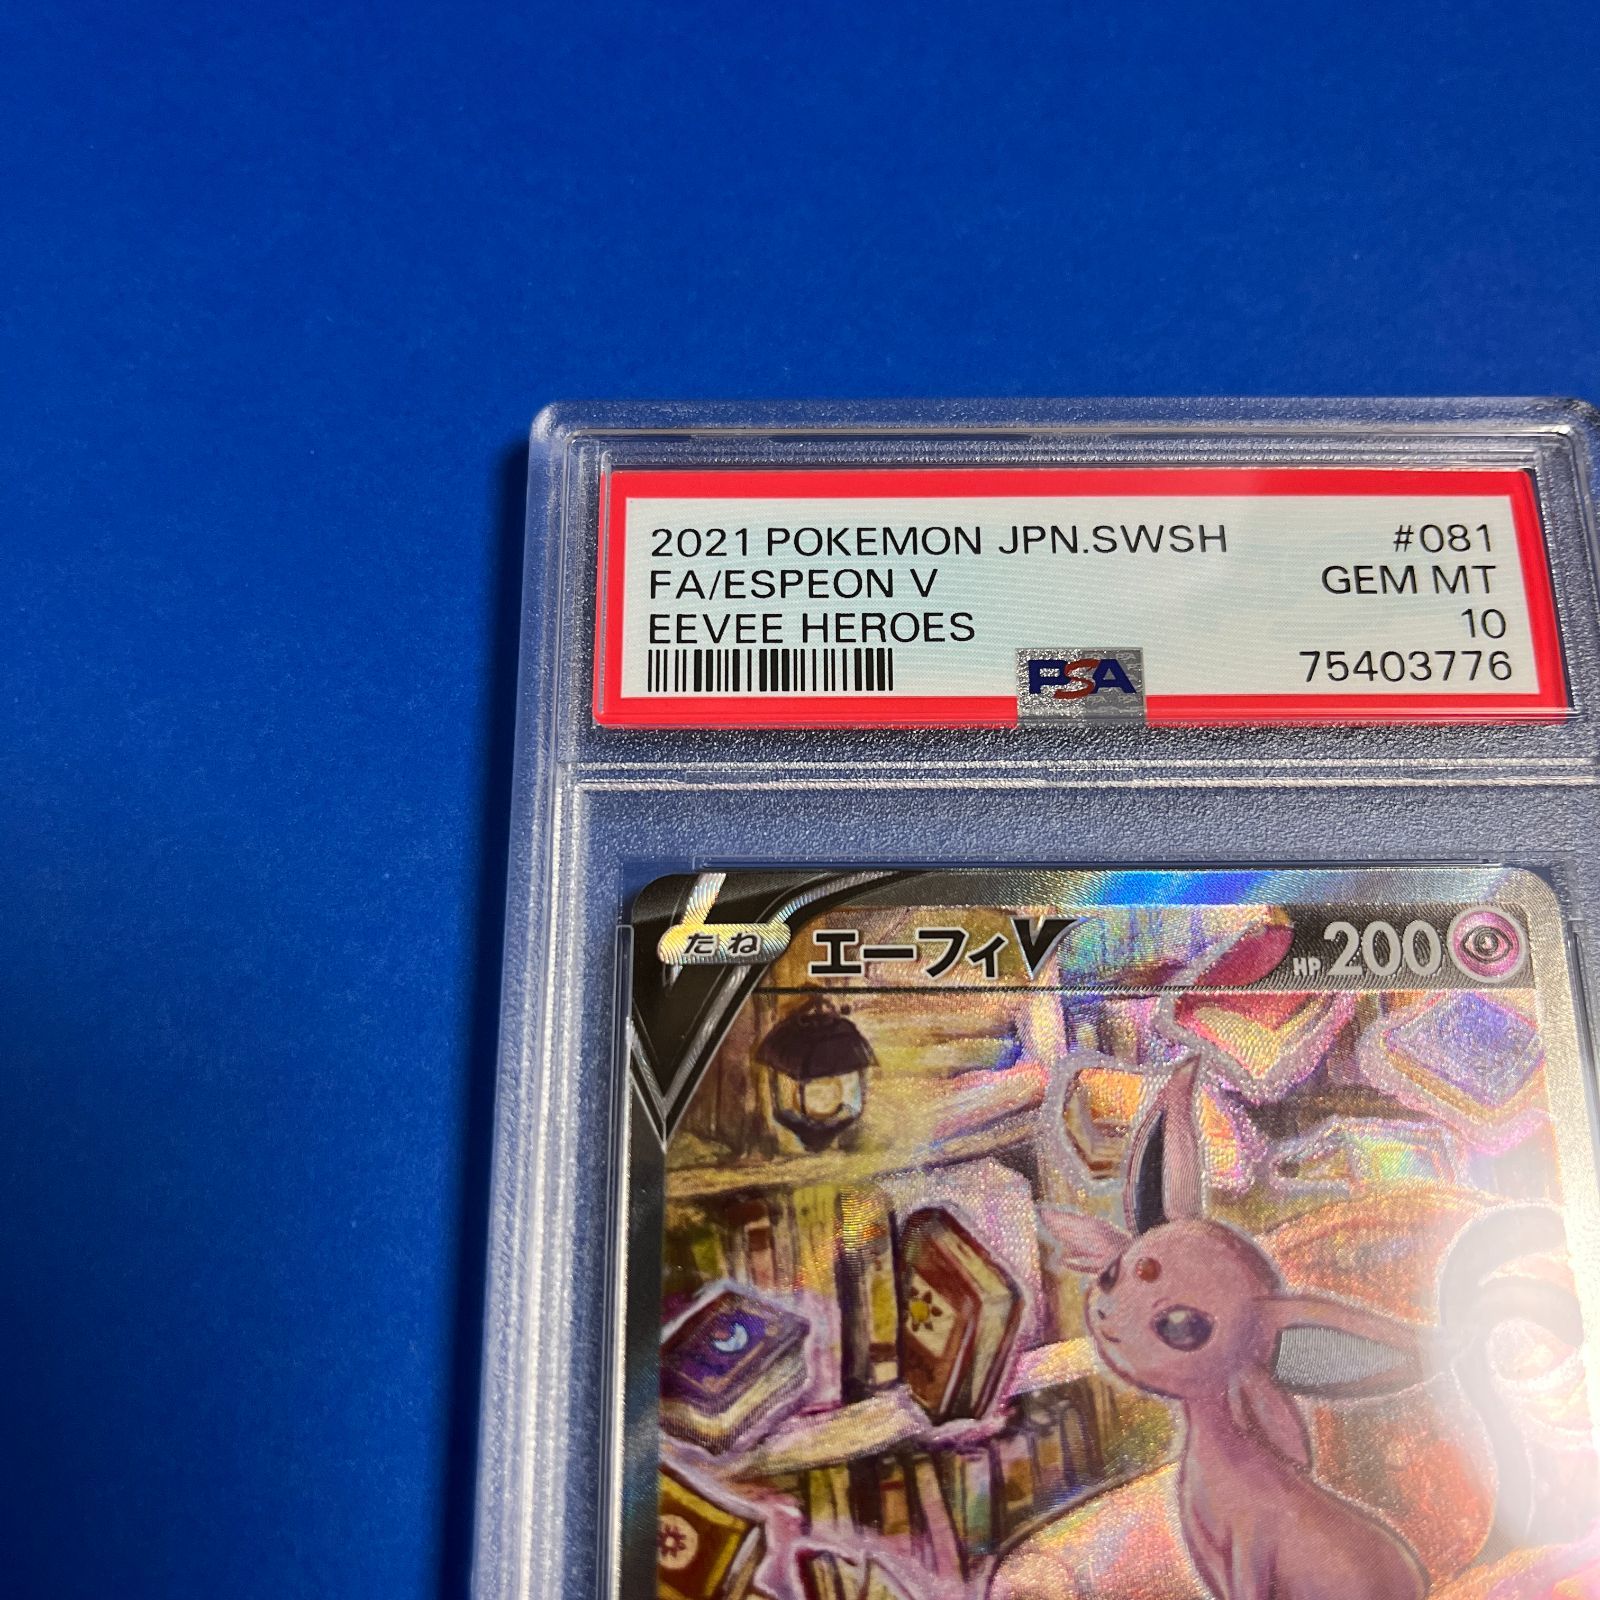 2021 POKEMON JPN.SWSH #081
FA/ESPEON V GEM MT
EEVEE HEROES 10
PSA 75403776
たね エーフィV HP 200